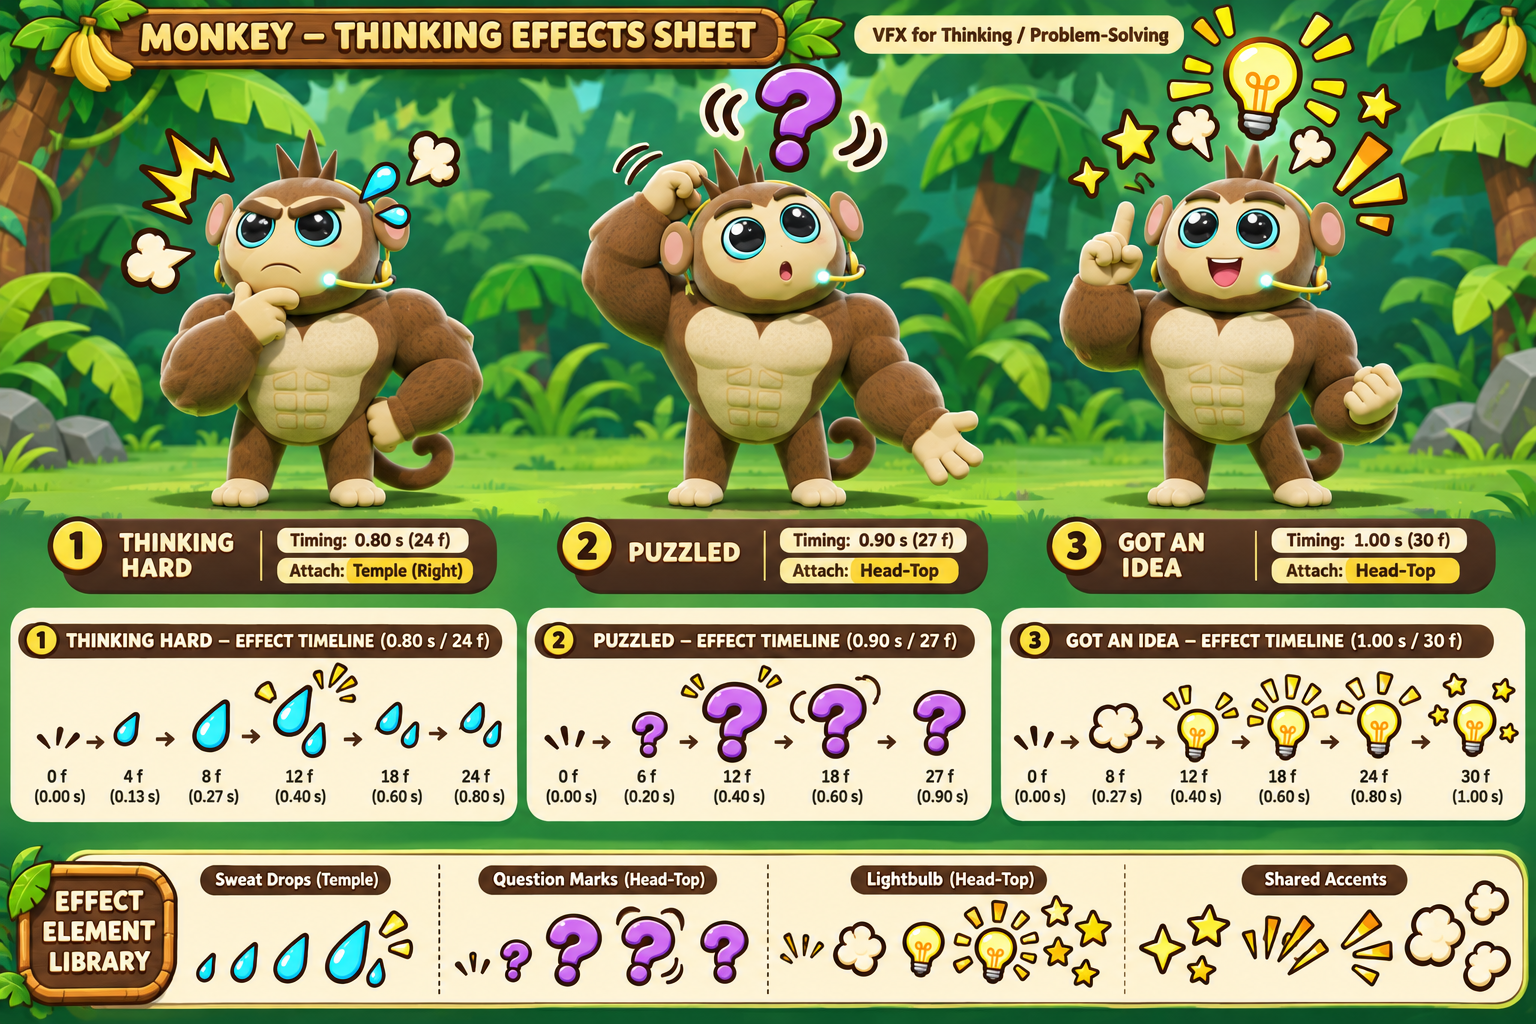 MONKEY – THINKING EFFECTS SHEET
VFX for Thinking / Problem-Solving
1
THINKING
HARD
Timing: 0.80 s (24 f)
Attach: Temple (Right)
2
PUZZLED
Timing: 0.90 s (27 f)
Attach: Head-Top
3
GOT AN
IDEA
Timing: 1.00 s (30 f)
Attach: Head-Top
1 THINKING HARD – EFFECT TIMELINE (0.80 s / 24 f)
0 f 4 f 8 f 12 f 18 f 24 f
(0.00 s) (0.13 s) (0.27 s) (0.40 s) (0.60 s) (0.80 s)
2 PUZZLED – EFFECT TIMELINE (0.90 s / 27 f)
0 f 6 f 12 f 18 f 27 f
(0.00 s) (0.20 s) (0.40 s) (0.60 s) (0.90 s)
3 GOT AN IDEA – EFFECT TIMELINE (1.00 s / 30 f)
0 f 8 f 12 f 18 f 24 f 30 f
(0.00 s) (0.27 s) (0.40 s) (0.60 s) (0.80 s) (1.00 s)
EFFECT
ELEMENT
LIBRARY
Sweat Drops (Temple)
Question Marks (Head-Top)
Lightbulb (Head-Top)
Shared Accents